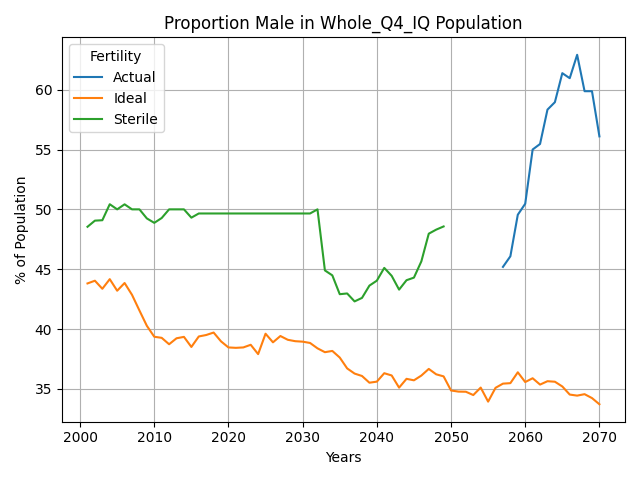 Proportion Male in Whole_Q4_IQ Population
Fertility
Actual
Ideal
Sterile
% of Population
60
55
50
45
40
35
2000 2010 2020 2030 2040 2050 2060 2070
Years